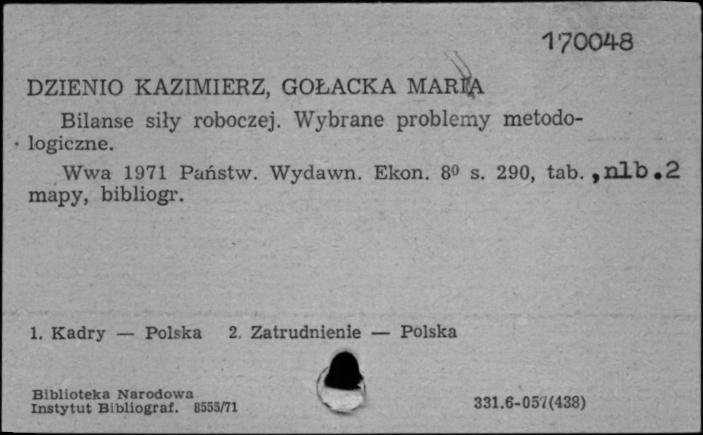 170048
DZIENIO KAZIMIERZ, GOŁACKA MARIA
Bilanse siły roboczej. Wybrane problemy metodo-
logiczne.
Wwa 1971 Państw. Wydawn. Ekon. 8⁰ s. 290, tab. ,nlb.2
mapy, bibliogr.
1. Kadry — Polska 2. Zatrudnienie — Polska
Biblioteka Narodowa
Instytut Bibliograf. 8555/71
331.6-057(438)